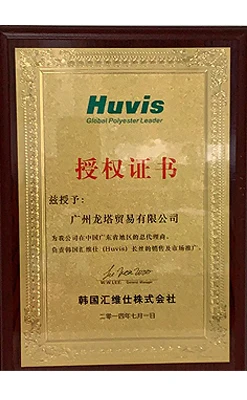 Huvis
Global Polyester Leader
授权证书
兹授予：
广州龙塔贸易有限公司
为我公司在中国广东省地区的总代理商，
负责韩国汇维仕（Huvis）长丝的销售及市场推广。
General Manager
韩国汇维仕株式会社
二零一四年七月一日